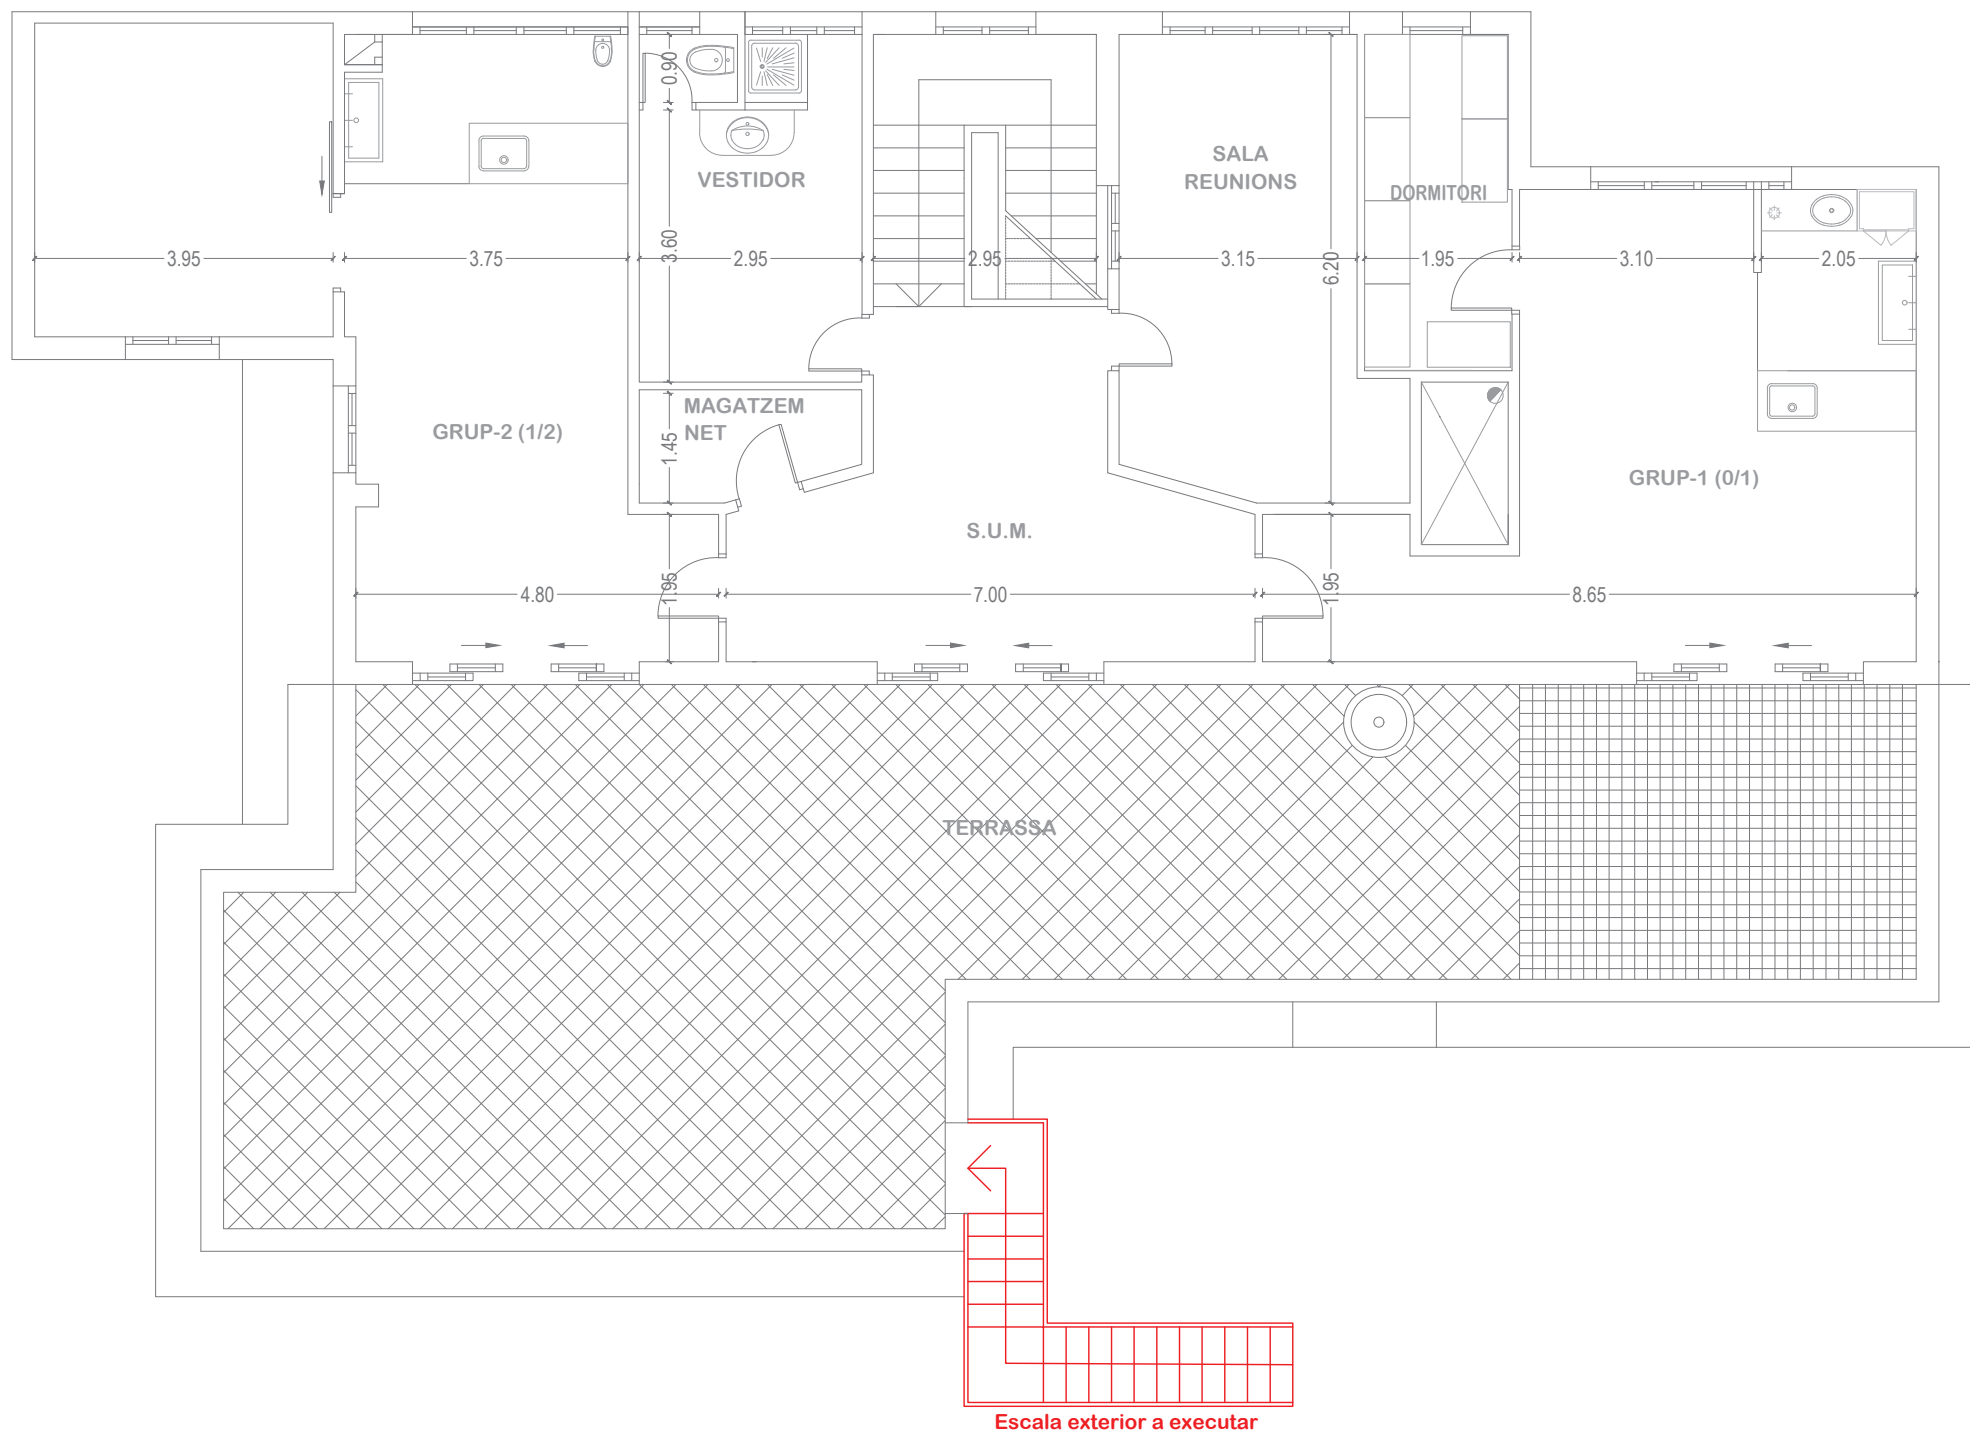 0.90
VESTIDOR
SALA
REUNIONS
DORMITORI
3.95
3.75
3.60
2.95
2.95
3.15
6.20
1.95
3.10
2.05
MAGATZEM
NET
GRUP-2 (1/2)
1.45
GRUP-1 (0/1)
S.U.M.
4.80
1.95
7.00
1.95
8.65
TERRASSA
Escala exterior a executar